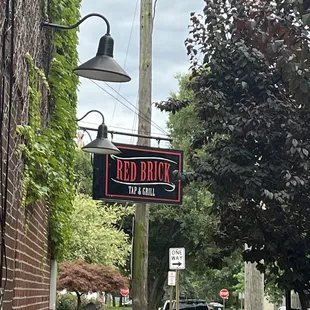 RED BRICK
TAP & GRILL
ONE
WAY